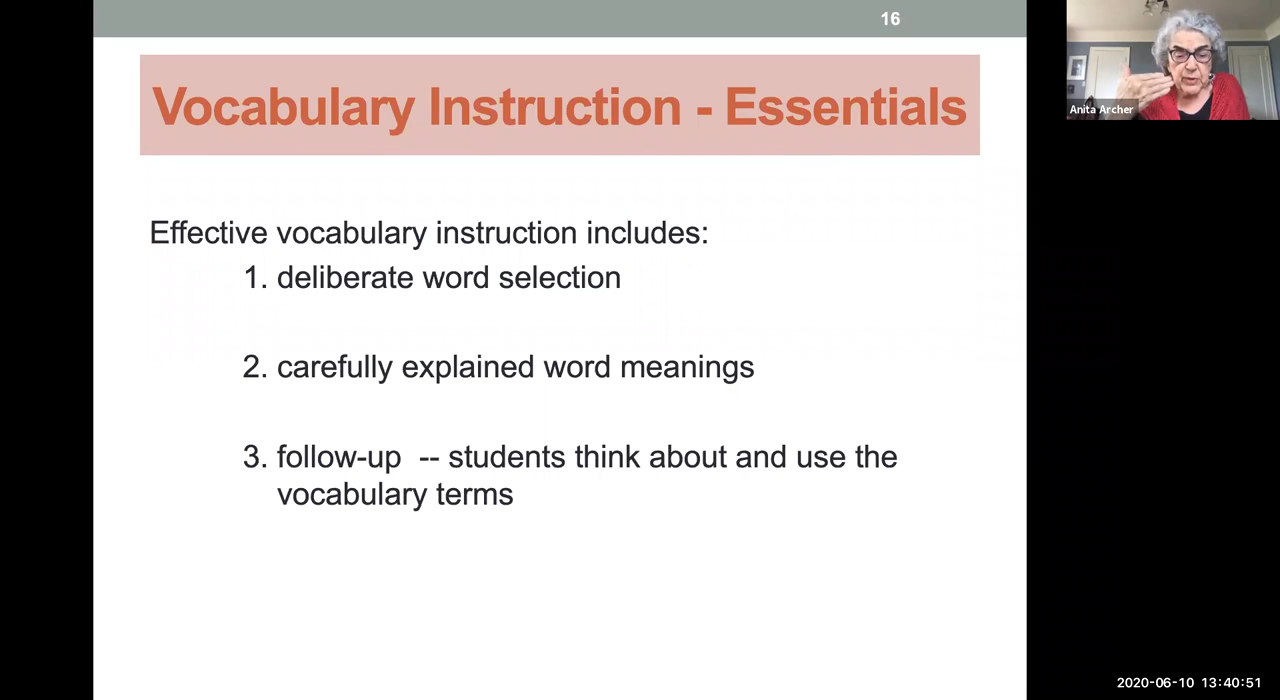 16
Anita Archer
Vocabulary Instruction - Essentials
Effective vocabulary instruction includes:
1. deliberate word selection
2. carefully explained word meanings
3. follow-up -- students think about and use the
vocabulary terms
2020-06-10 13:40:51